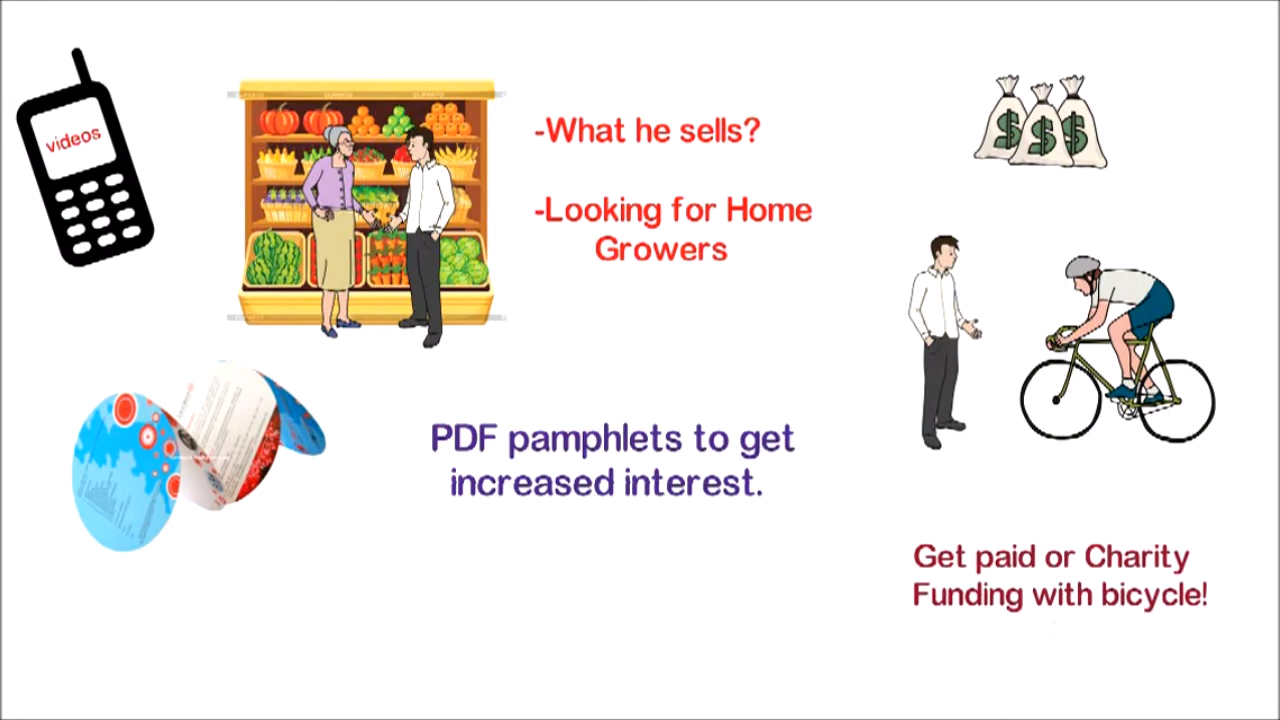 videos
-What he sells?
-Looking for Home
Growers
PDF pamphlets to get
increased interest.
Get paid or Charity
Funding with bicycle!